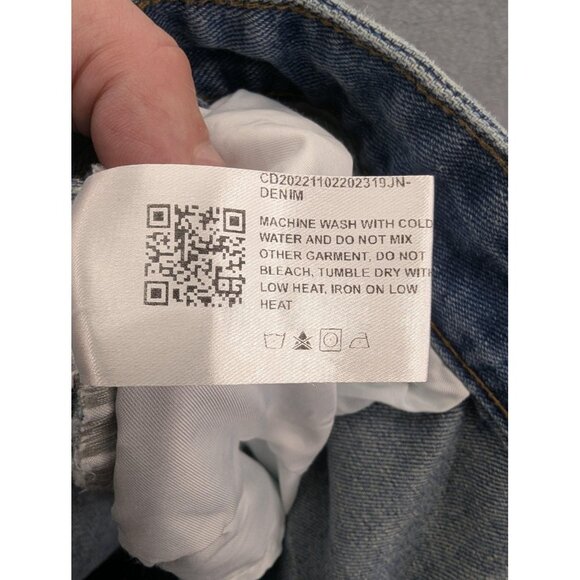 CD20221102202319JN-
DENIM
MACHINE WASH WITH COLD
WATER AND DO NOT MIX
OTHER GARMENT, DO NOT
BLEACH, TUMBLE DRY WITH
LOW HEAT, IRON ON LOW
HEAT